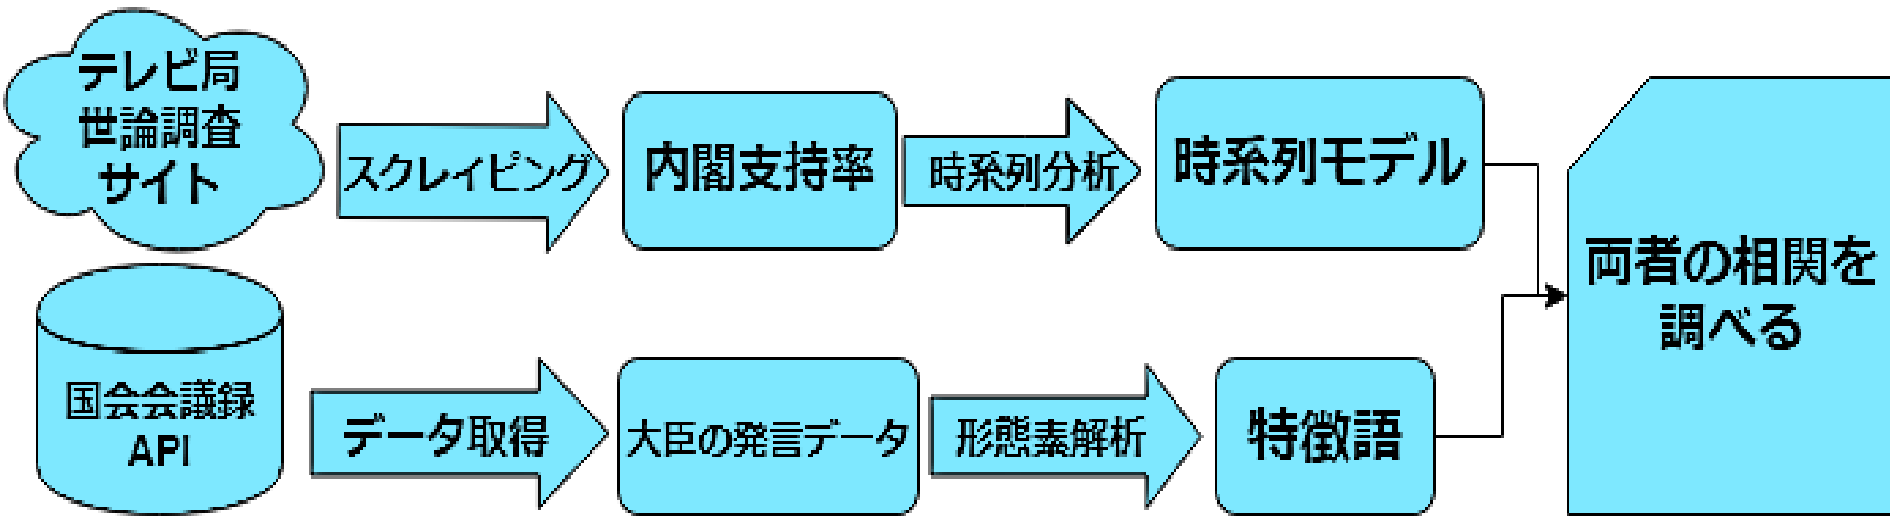 テレビ局
世論調査
サイト
スクレイピング
内閣支持率
時系列分析
時系列モデル
国会会議録
API
データ取得
大臣の発言データ
形態素解析
特徴語
両者の相関を
調べる